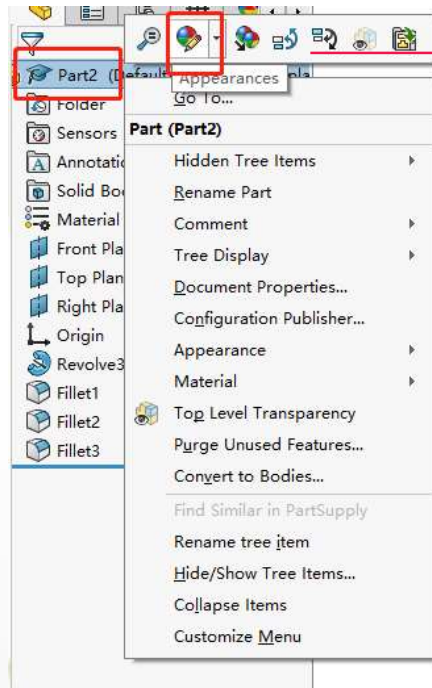 Part2 (Default
Appearances
Go To...
Folder
Part (Part2)
Sensors
Hidden Tree Items
Annotatio
Rename Part
Solid Bo
Comment
Material
Tree Display
Front Pla
Document Properties...
Top Plan
Configuration Publisher...
Right Pla
Appearance
Origin
Material
Revolve3
Top Level Transparency
Fillet1
Purge Unused Features...
Fillet2
Convert to Bodies...
Fillet3
Find Similar in PartSupply
Rename tree item
Hide/Show Tree Items...
Collapse Items
Customize Menu